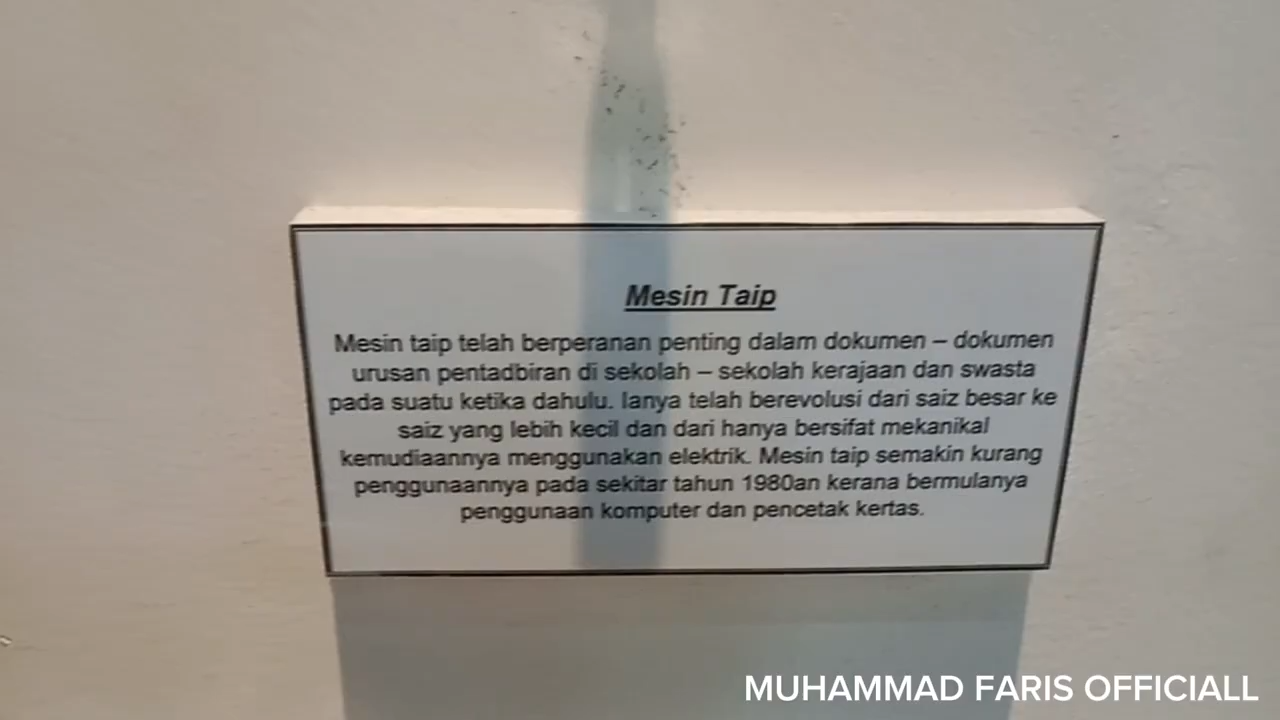 Mesin Taip
Mesin taip telah berperanan penting dalam dokumen – dokumen
urusan pentadbiran di sekolah – sekolah kerajaan dan swasta
pada suatu ketika dahulu. Ianya telah berevolusi dari saiz besar ke
saiz yang lebih kecil dan dari hanya bersifat mekanikal
kemudiaannya menggunakan elektrik. Mesin taip semakin kurang
penggunaannya pada sekitar tahun 1980an kerana bermulanya
penggunaan komputer dan pencetak kertas.
MUHAMMAD FARIS OFFICIALL